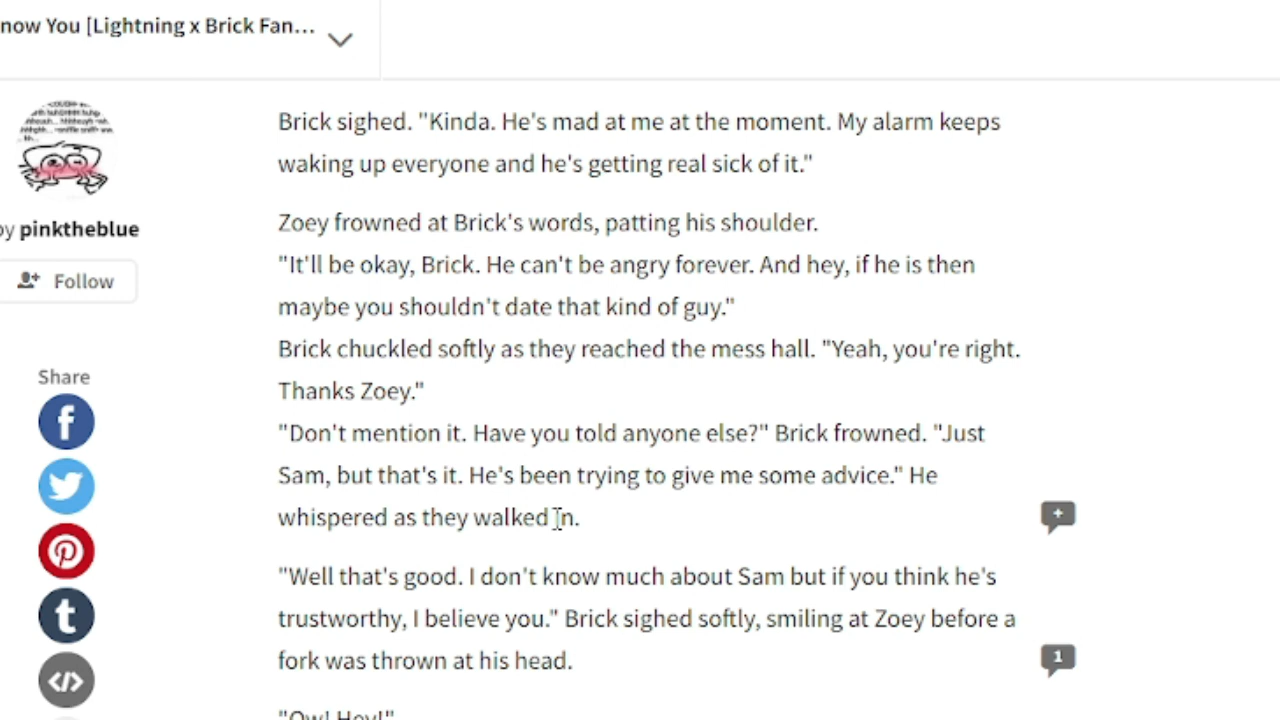 now You [Lightning x Brick Fan...
by pinktheblue
Follow
Share
Brick sighed. "Kinda. He's mad at me at the moment. My alarm keeps
waking up everyone and he's getting real sick of it."
Zoey frowned at Brick's words, patting his shoulder.
"It'll be okay, Brick. He can't be angry forever. And hey, if he is then
maybe you shouldn't date that kind of guy."
Brick chuckled softly as they reached the mess hall. "Yeah, you're right.
Thanks Zoey."
"Don't mention it. Have you told anyone else?" Brick frowned. "Just
Sam, but that's it. He's been trying to give me some advice." He
whispered as they walked in.
+
"Well that's good. I don't know much about Sam but if you think he's
trustworthy, I believe you." Brick sighed softly, smiling at Zoey before a
fork was thrown at his head.
1
"Ow! Hey!"